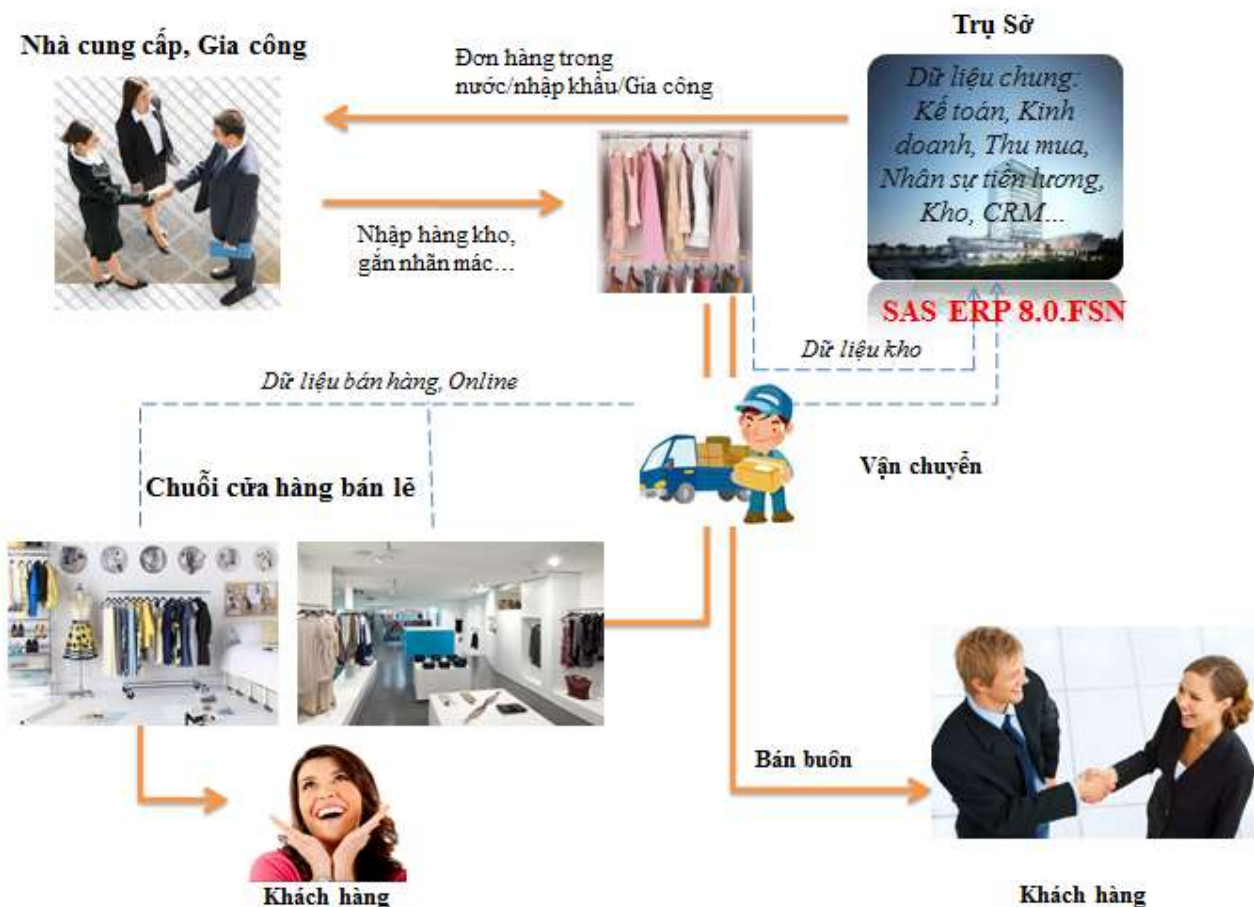 Nhà cung cấp, Gia công
Đơn hàng trong
nước/nhập khẩu/Gia công
Trụ Sở
Dữ liệu chung:
Kế toán, Kinh
doanh, Thu mua,
Nhân sự tiền lương,
Kho, CRM...
Nhập hàng kho,
gắn nhãn mác...
SAS ERP 8.0.FSN
Dữ liệu kho
Dữ liệu bán hàng, Online
Vận chuyển
Chuỗi cửa hàng bán lẽ
Bán buôn
Khách hàng
Khách hàng